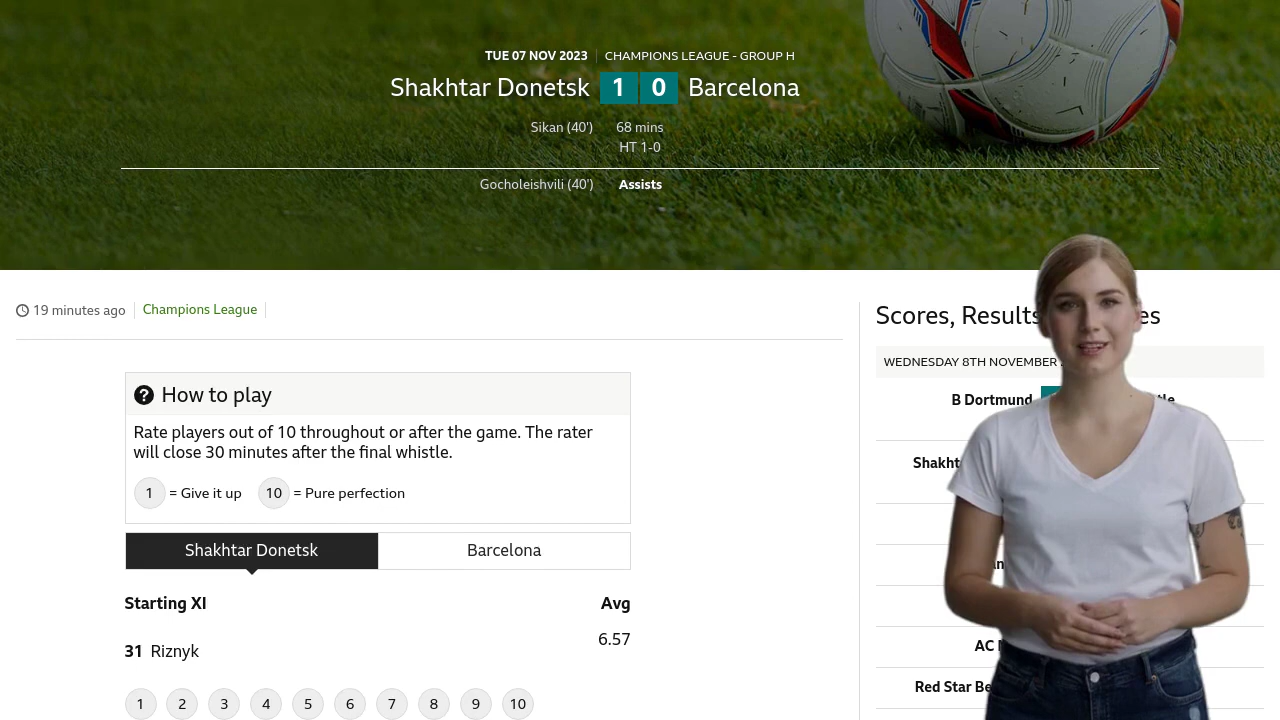 TUE 07 NOV 2023 CHAMPIONS LEAGUE - GROUP H
Shakhtar Donetsk 1 0 Barcelona
Sikan (40') 68 mins
HT 1-0
Gocholeishvili (40') Assists
19 minutes ago Champions League
Scores, Results
WEDNESDAY 8TH NOVEMBER
B Dortmund
How to play
Rate players out of 10 throughout or after the game. The rater
will close 30 minutes after the final whistle.
1 = Give it up 10 = Pure perfection
Shakhtar Donetsk Barcelona
Starting XI Avg
31 Riznyk 6.57
1 2 3 4 5 6 7 8 9 10
AC
Red Star